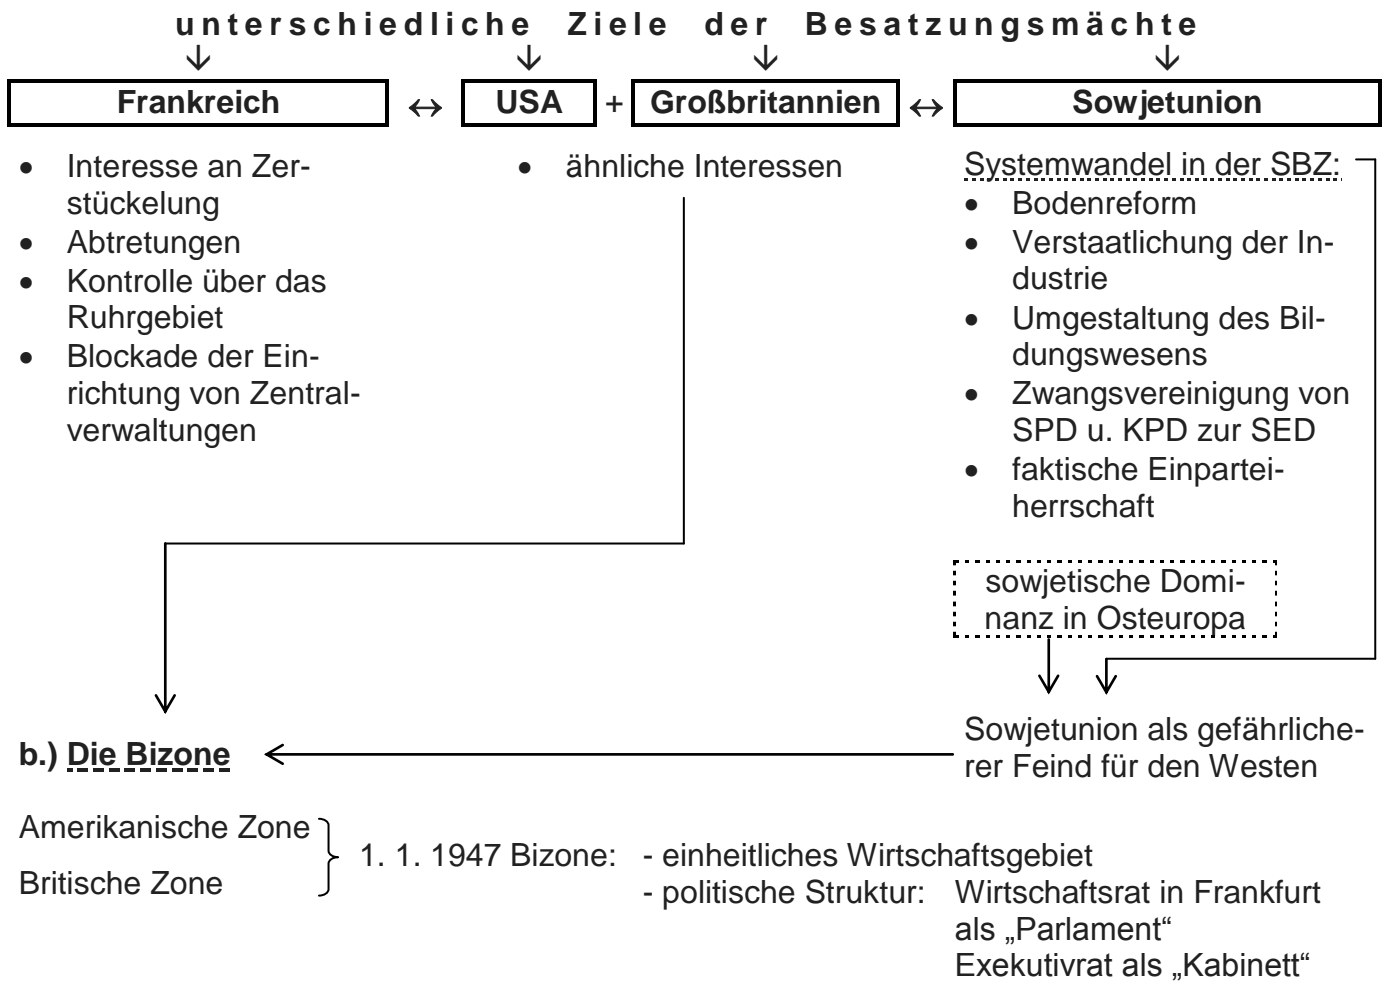 unterschiedliche Ziele der Besatzungsmächte
Frankreich ↔ USA + Großbritannien ↔ Sowjetunion
• Interesse an Zer-
stückelung
• Abtretungen
• Kontrolle über das
Ruhrgebiet
• Blockade der Ein-
richtung von Zentral-
verwaltungen
• ähnliche Interessen
Systemwandel in der SBZ:
• Bodenreform
• Verstaatlichung der In-
dustrie
• Umgestaltung des Bil-
dungswesens
• Zwangsvereinigung von
SPD u. KPD zur SED
• faktische Einpartei-
herrschaft
sowjetische Domi-
nanz in Osteuropa
Sowjetunion als gefährliche-
rer Feind für den Westen
b.) Die Bizone
Amerikanische Zone
Britische Zone
1. 1. 1947 Bizone: - einheitliches Wirtschaftsgebiet
- politische Struktur: Wirtschaftsrat in Frankfurt
als „Parlament“
Exekutivrat als „Kabinett“